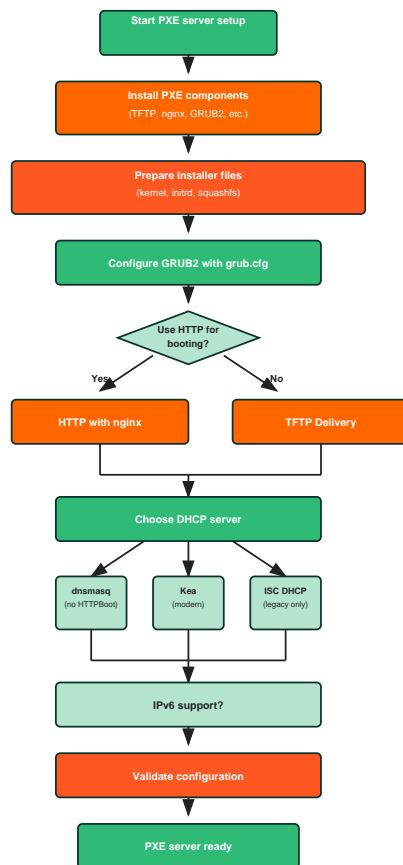 Start PXE server setup
Install PXE components
(TFTP, nginx, GRUB2, etc.)
Prepare installer files
(kernel, initrd, squashfs)
Configure GRUB2 with grub.cfg
Use HTTP for
booting?
Yes
No
HTTP with nginx
TFTP Delivery
Choose DHCP server
dnsmasq
(no HTTPBoot)
Kea
(modern)
ISC DHCP
(legacy only)
IPv6 support?
Validate configuration
PXE server ready